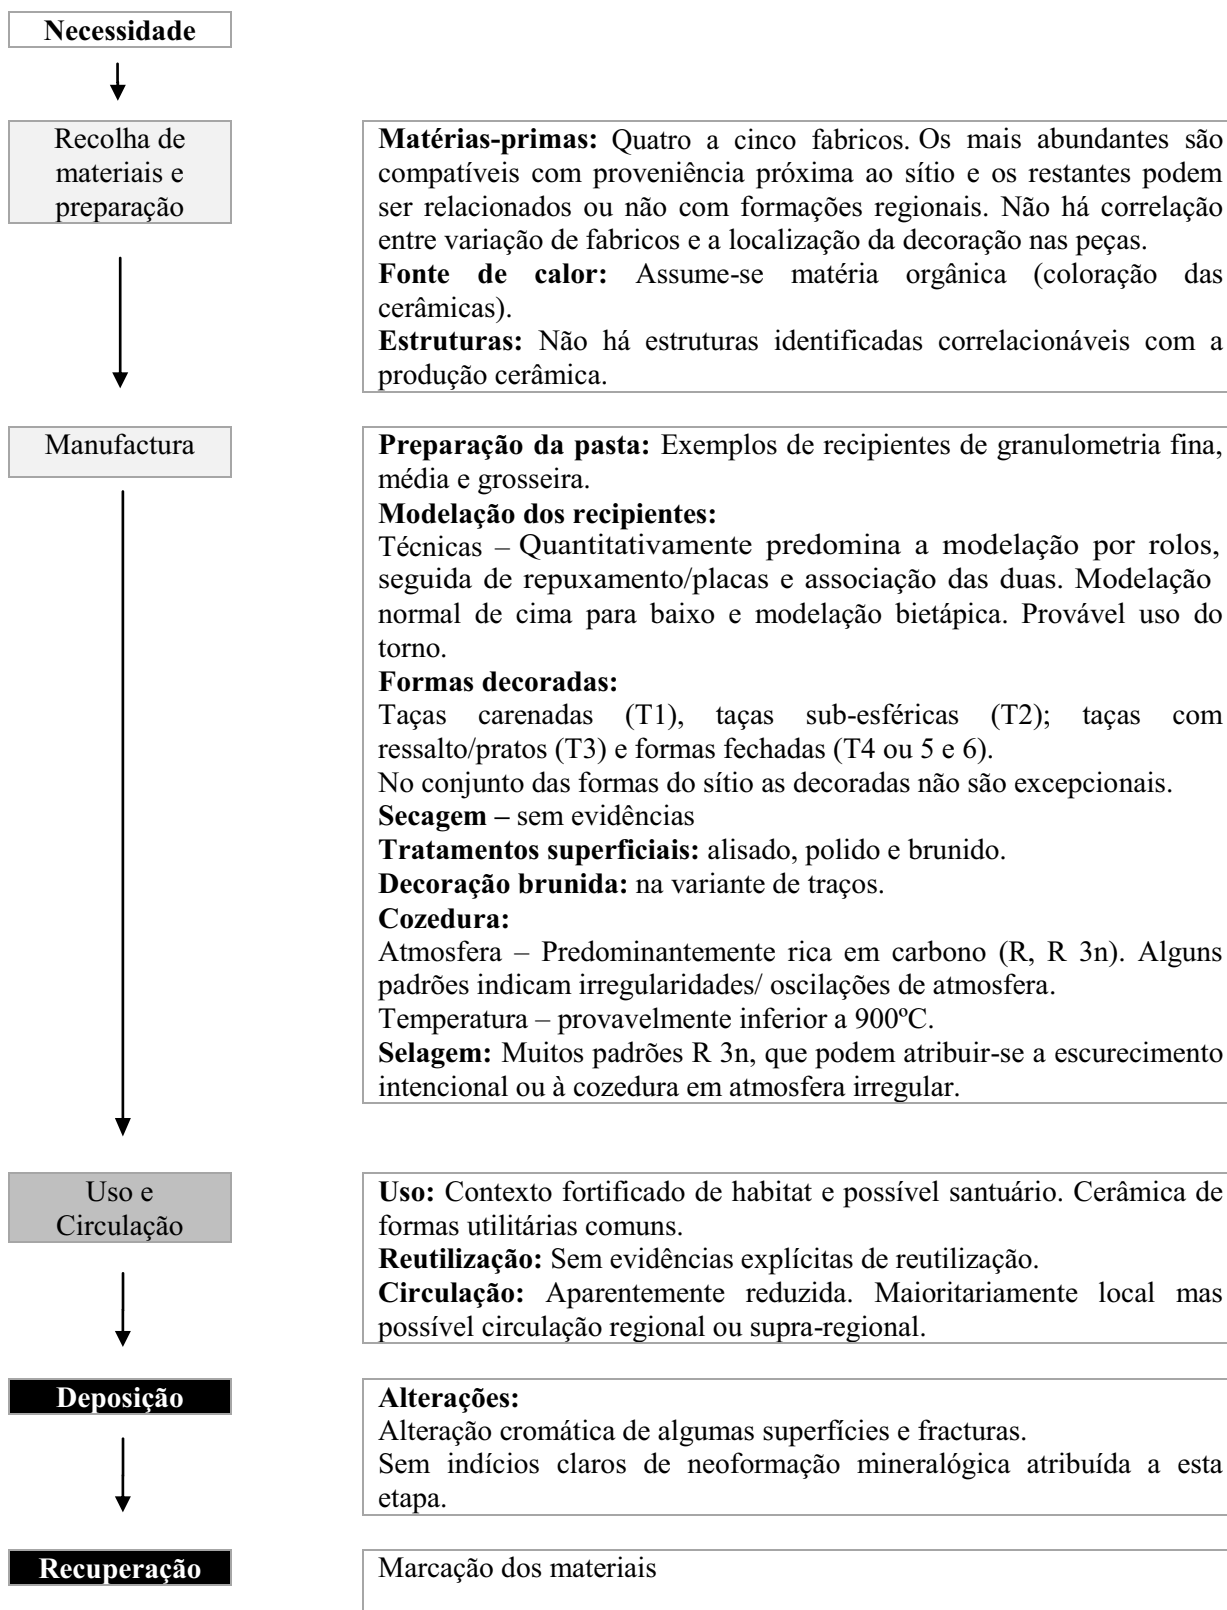 Necessidade
Recolha de
materiais e
preparação
Matérias-primas: Quatro a cinco fabricos. Os mais abundantes são
compatíveis com proveniência próxima ao sítio e os restantes podem
ser relacionados ou não com formações regionais. Não há correlação
entre variação de fabricos e a localização da decoração nas peças.
Fonte de calor: Assume-se matéria orgânica (coloração das
cerâmicas).
Estruturas: Não há estruturas identificadas correlacionáveis com a
produção cerâmica.
Manufactura
Preparação da pasta: Exemplos de recipientes de granulometria fina,
média e grosseira.
Modelação dos recipientes:
Técnicas – Quantitativamente predomina a modelação por rolos,
seguida de repuxamento/placas e associação das duas. Modelação
normal de cima para baixo e modelação bietápica. Provável uso do
torno.
Formas decoradas:
Taças carenadas (T1), taças sub-esféricas (T2); taças com
ressalto/pratos (T3) e formas fechadas (T4 ou 5 e 6).
No conjunto das formas do sítio as decoradas não são excepcionais.
Secagem – sem evidências
Tratamentos superficiais: alisado, polido e brunido.
Decoração brunida: na variante de traços.
Cozedura:
Atmosfera – Predominantemente rica em carbono (R, R 3n). Alguns
padrões indicam irregularidades/ oscilações de atmosfera.
Temperatura – provavelmente inferior a 900ºC.
Selagem: Muitos padrões R 3n, que podem atribuir-se a escurecimento
intencional ou à cozedura em atmosfera irregular.
Uso e
Circulação
Uso: Contexto fortificado de habitat e possível santuário. Cerâmica de
formas utilitárias comuns.
Reutilização: Sem evidências explícitas de reutilização.
Circulação: Aparentemente reduzida. Maioritariamente local mas
possível circulação regional ou supra-regional.
Deposição
Alterações:
Alteração cromática de algumas superfícies e fracturas.
Sem indícios claros de neoformação mineralógica atribuída a esta
etapa.
Recuperação
Marcação dos materiais